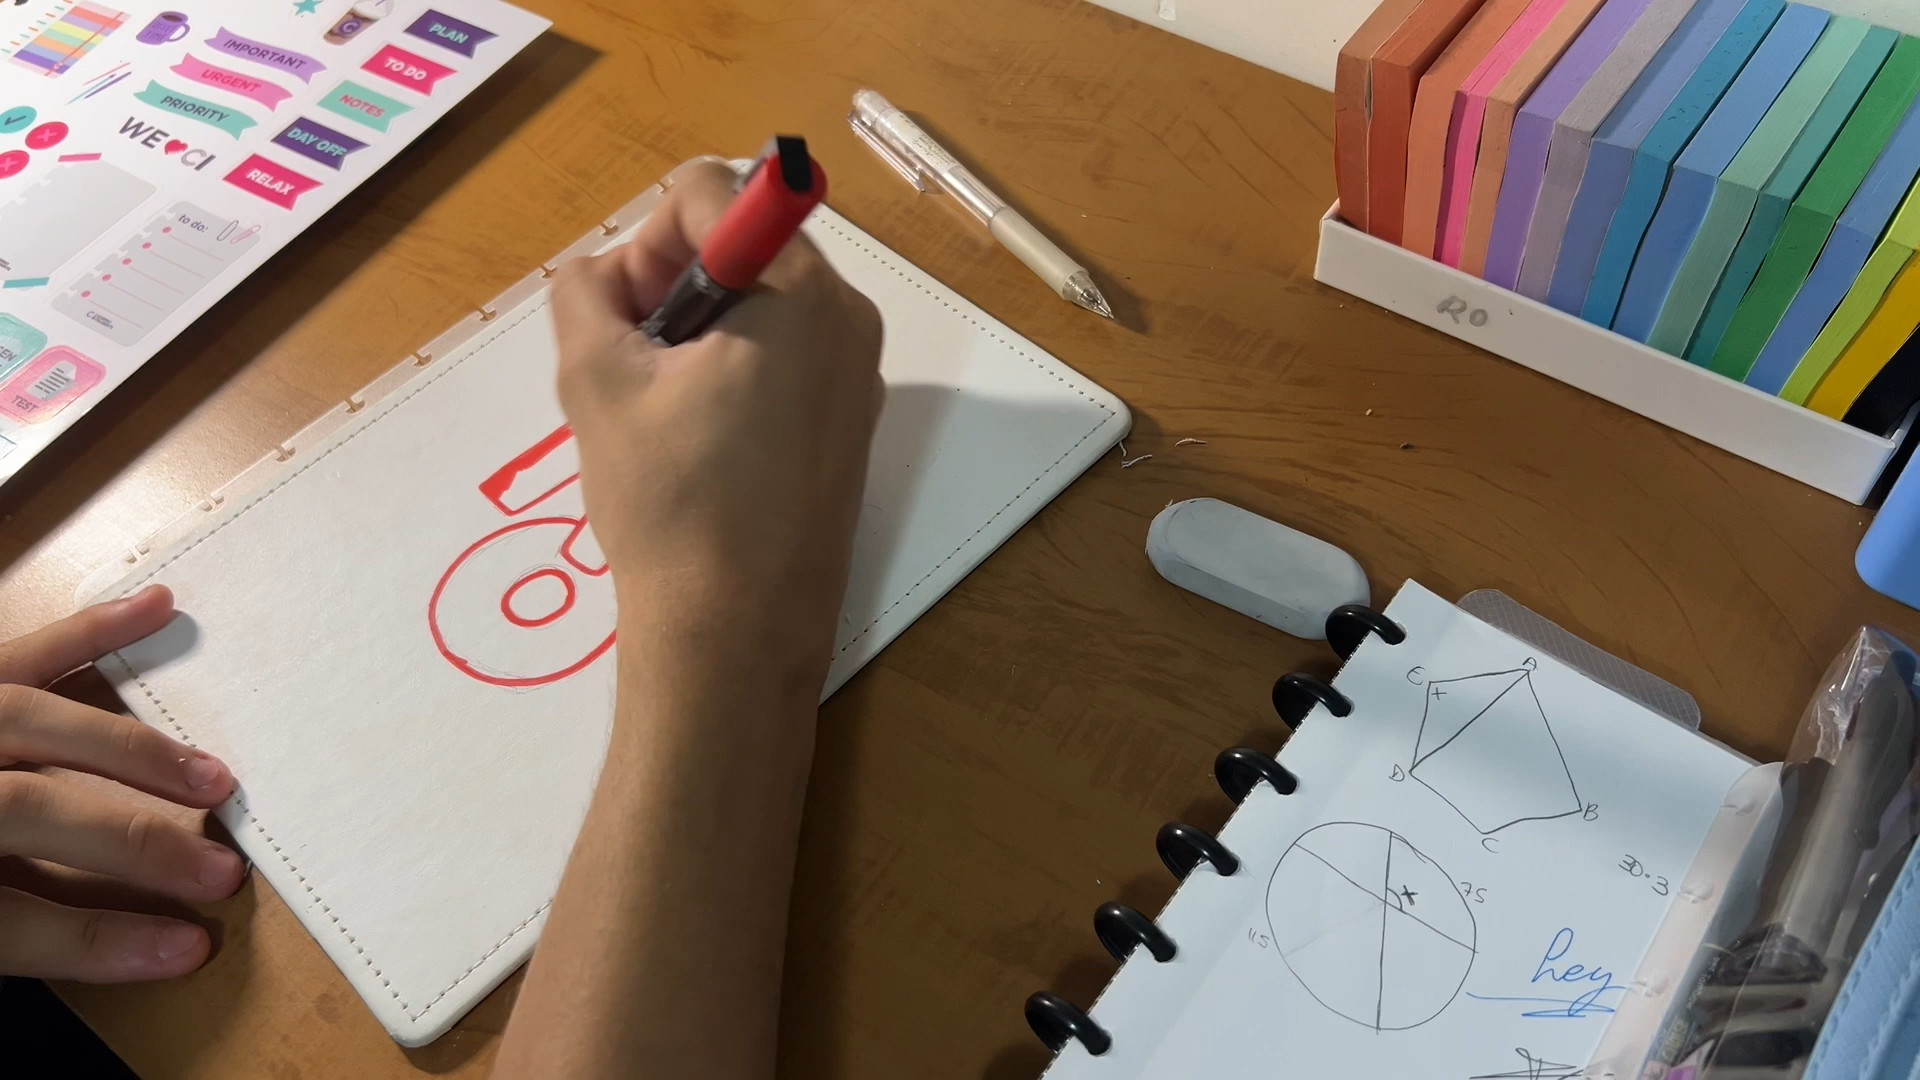 PLAN
IMPORTANT
TO DO
URGENT
NOTES
PRIORITY
DAY OFF
WE CI
RELAX
to do:
TEST
RO
E
A
x
D
B
C
30.3
75
x
115
hey